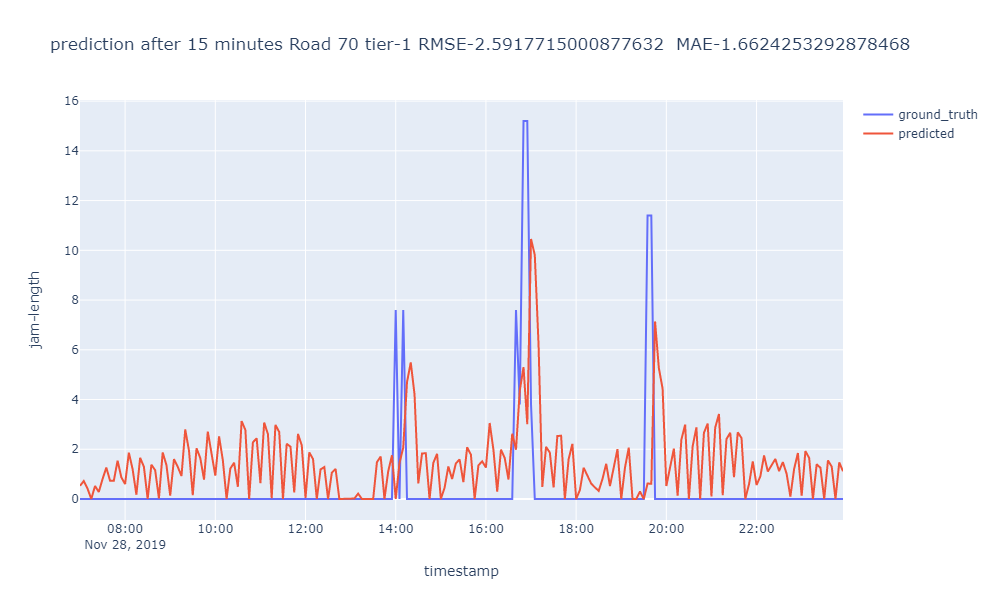 prediction after 15 minutes Road 70 tier-1 RMSE-2.5917715000877632 MAE-1.6624253292878468
ground_truth
predicted
jam-length
16
14
12
10
8
6
4
2
0
08:00 10:00 12:00 14:00 16:00 18:00 20:00 22:00
Nov 28, 2019
timestamp